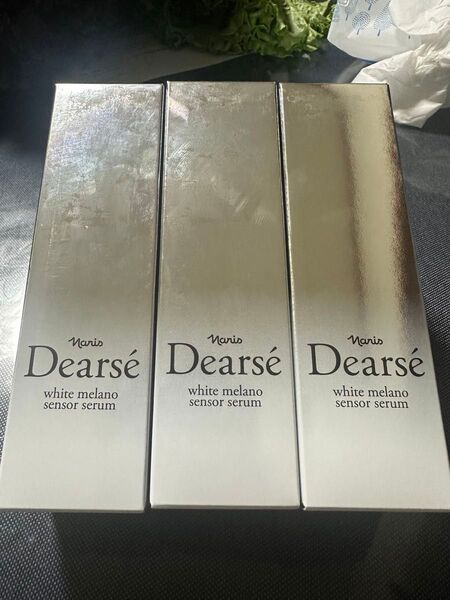 Naris
Dearsé
white melano
sensor serum
Naris
Dearsé
white melano
sensor serum
Naris
Dearsé
white melano
sensor serum